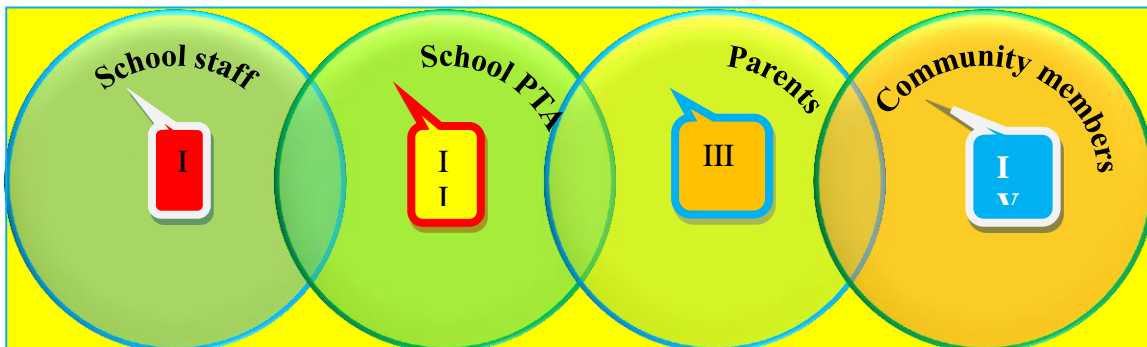 School staff
I
School PTA
I
I
Parents
III
Community members
I
V